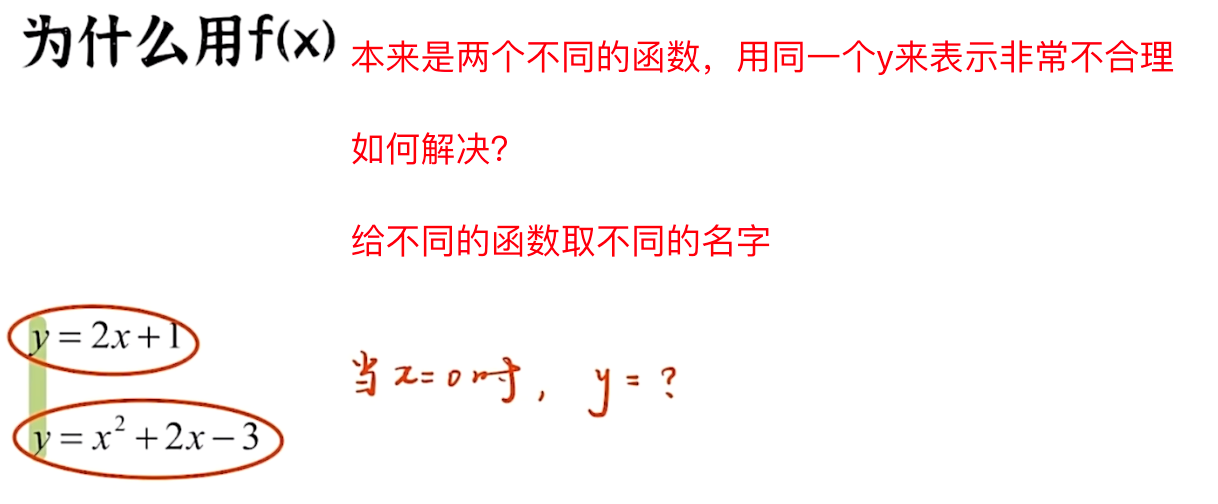 为什么用f(x)
本来是两个不同的函数，用同一个y来表示非常不合理
如何解决？
给不同的函数取不同的名字
y = 2x + 1
当 x = 0 时，y = ？
y = x² + 2x − 3